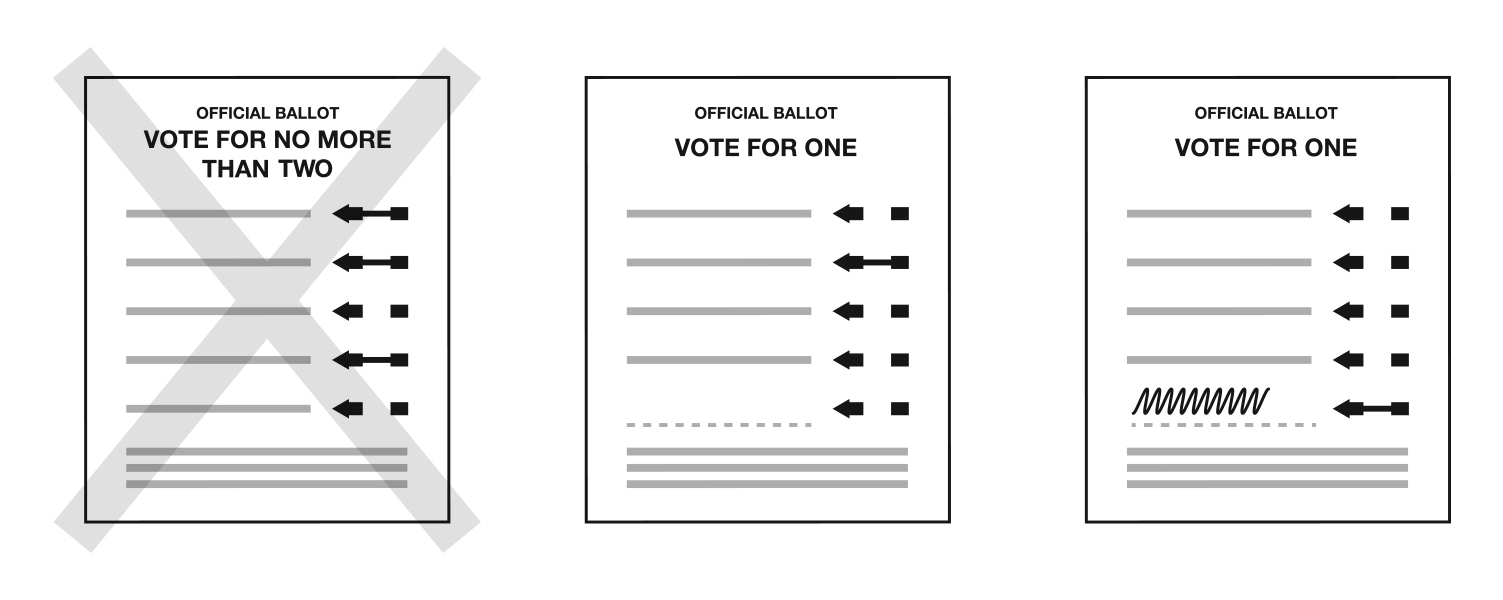 OFFICIAL BALLOT
VOTE FOR NO MORE
THAN TWO
OFFICIAL BALLOT
VOTE FOR ONE
OFFICIAL BALLOT
VOTE FOR ONE